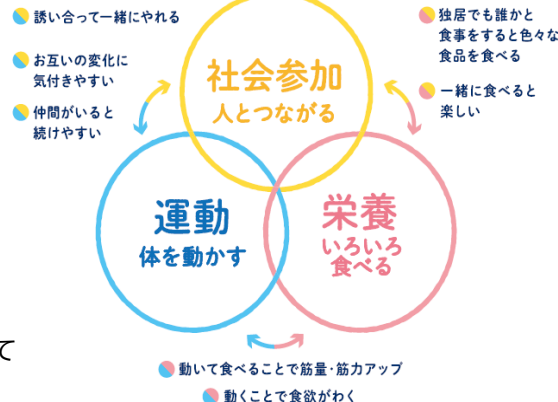 誘い合って一緒にやれる
お互いの変化に
気付きやすい
仲間がいると
続けやすい
独居でも誰かと
食事をすると色々な
食品を食べる
一緒に食べると
楽しい
社会参加
人とつながる
運動
体を動かす
栄養
いろいろ
食べる
て
動いて食べることで筋量・筋力アップ
動くことで食欲がわく